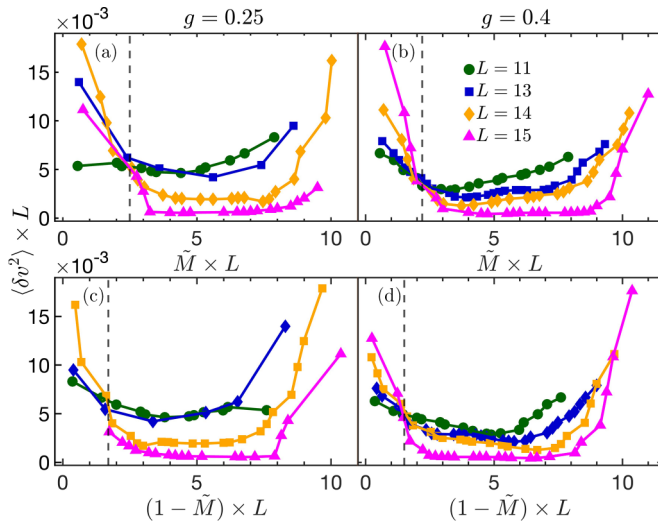 g = 0.25
g = 0.4
×10⁻³
(a)
(b)
L = 11
L = 13
L = 14
L = 15
15
10
5
0
0 5 10
0 5 10
M̃ × L
M̃ × L
⟨δv²⟩ × L
×10⁻³
(c)
(d)
15
10
5
0
0 5 10
0 5 10
(1 − M̃) × L
(1 − M̃) × L